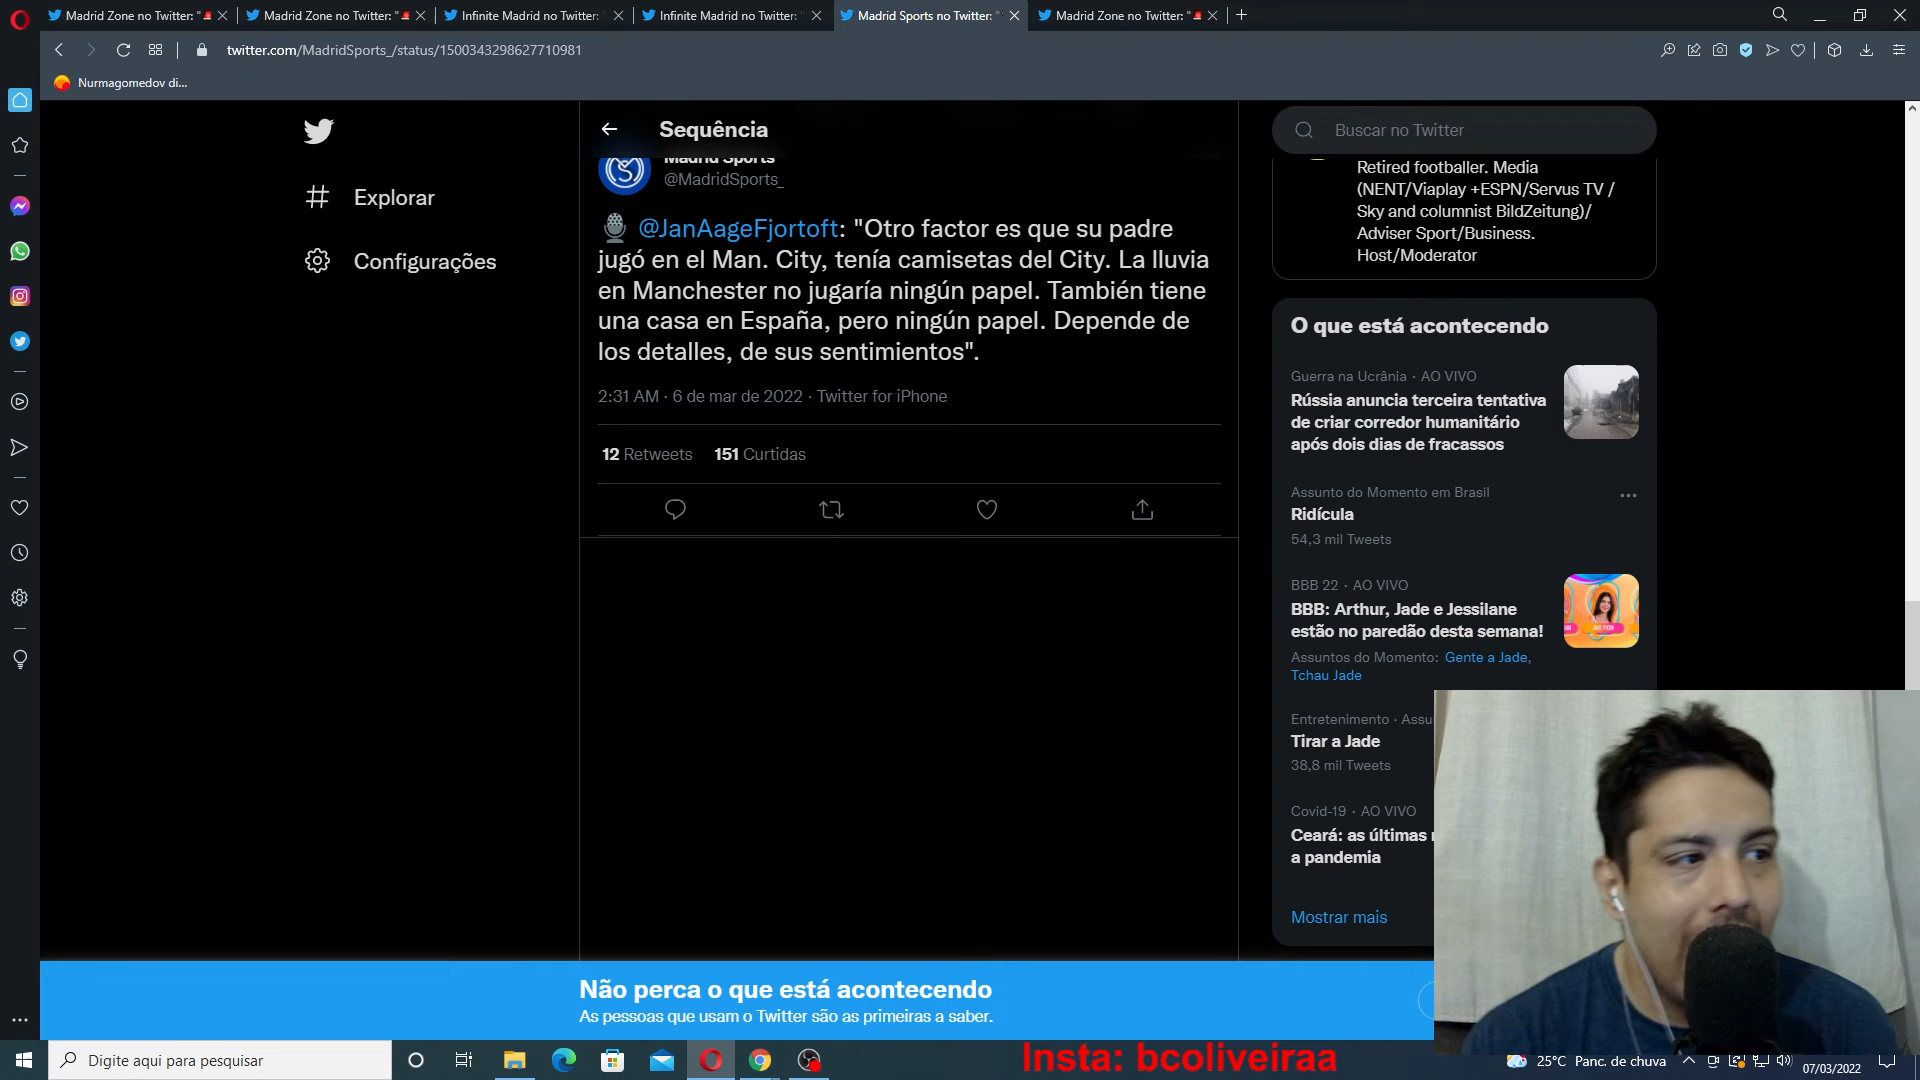 Madrid Zone no Twitter: "
Madrid Zone no Twitter: "
Infinite Madrid no Twitter: "
Infinite Madrid no Twitter: "
Madrid Sports no Twitter: "
Madrid Zone no Twitter: "
twitter.com/MadridSports_/status/1500343298627710981
Nurmagomedov di...
Explorar
Configurações
Sequência
Madrid Sports
@MadridSports_
@JanAageFjortoft: "Otro factor es que su padre
jugó en el Man. City, tenía camisetas del City. La lluvia
en Manchester no jugaría ningún papel. También tiene
una casa en España, pero ningún papel. Depende de
los detalles, de sus sentimientos".
2:31 AM · 6 de mar de 2022 · Twitter for iPhone
12 Retweets 151 Curtidas
Buscar no Twitter
Retired footballer. Media
(NENT/Viaplay +ESPN/Servus TV /
Sky and columnist BildZeitung)/
Adviser Sport/Business.
Host/Moderator
O que está acontecendo
Guerra na Ucrânia · AO VIVO
Rússia anuncia terceira tentativa
de criar corredor humanitário
após dois dias de fracassos
Assunto do Momento em Brasil
Ridícula
54,3 mil Tweets
BBB 22 · AO VIVO
BBB: Arthur, Jade e Jessilane
estão no paredão desta semana!
Assuntos do Momento: Gente a Jade,
Tchau Jade
Entretenimento · Assu
Tirar a Jade
38,8 mil Tweets
Covid-19 · AO VIVO
Ceará: as últimas
a pandemia
Mostrar mais
Não perca o que está acontecendo
As pessoas que usam o Twitter são as primeiras a saber.
Digite aqui para pesquisar
Insta: bcoliveiraa
25°C Panc. de chuva
07/03/2022